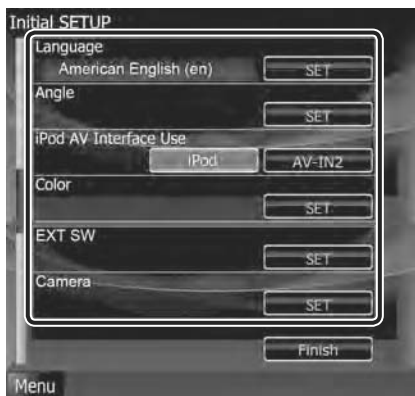 Initial SETUP
Language
American English (en) SET
Angle
SET
iPod AV Interface Use
iPod AV-IN2
Color
SET
EXT SW
SET
Camera
SET
Finish
Menu